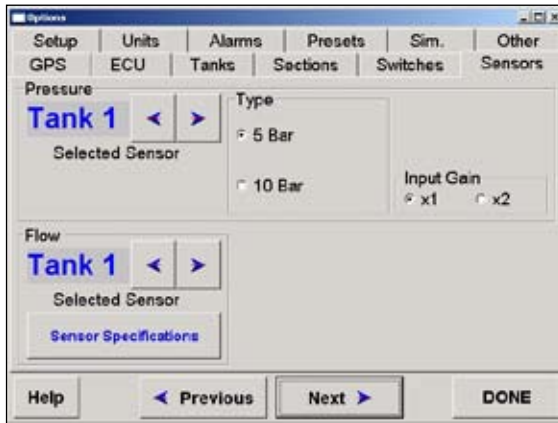 Options
Setup Units Alarms Presets Sim. Other
GPS ECU Tanks Sections Switches Sensors
Pressure
Tank 1
Selected Sensor
Type
5 Bar
10 Bar
Input Gain
x1 x2
Flow
Tank 1
Selected Sensor
Sensor Specifications
Help Previous Next DONE